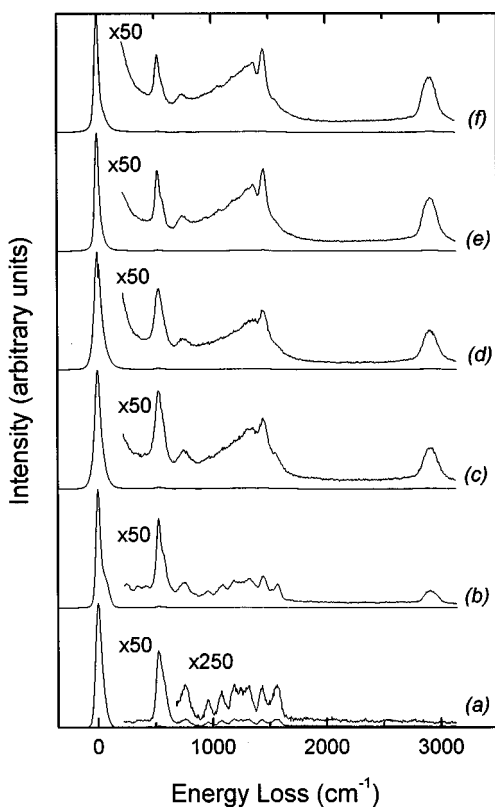 x50
(f)
x50
(e)
x50
(d)
x50
(c)
x50
(b)
x50
x250
(a)
Intensity (arbitrary units)
0
1000
2000
3000
Energy Loss (cm⁻¹)